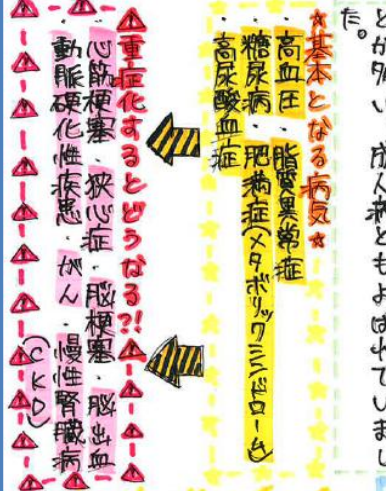 とが多い、成人病ともよばれていまし
た。
☆基本となる病気☆
高血圧・脂質異常症
糖尿病・肥満症(メタボリックシンドローム)
高尿酸血症
重症化するとどうなる?!
心筋梗塞・狭心症・脳梗塞・脳出血
動脈硬化性疾患・がん・慢性腎臓病
(CKD)